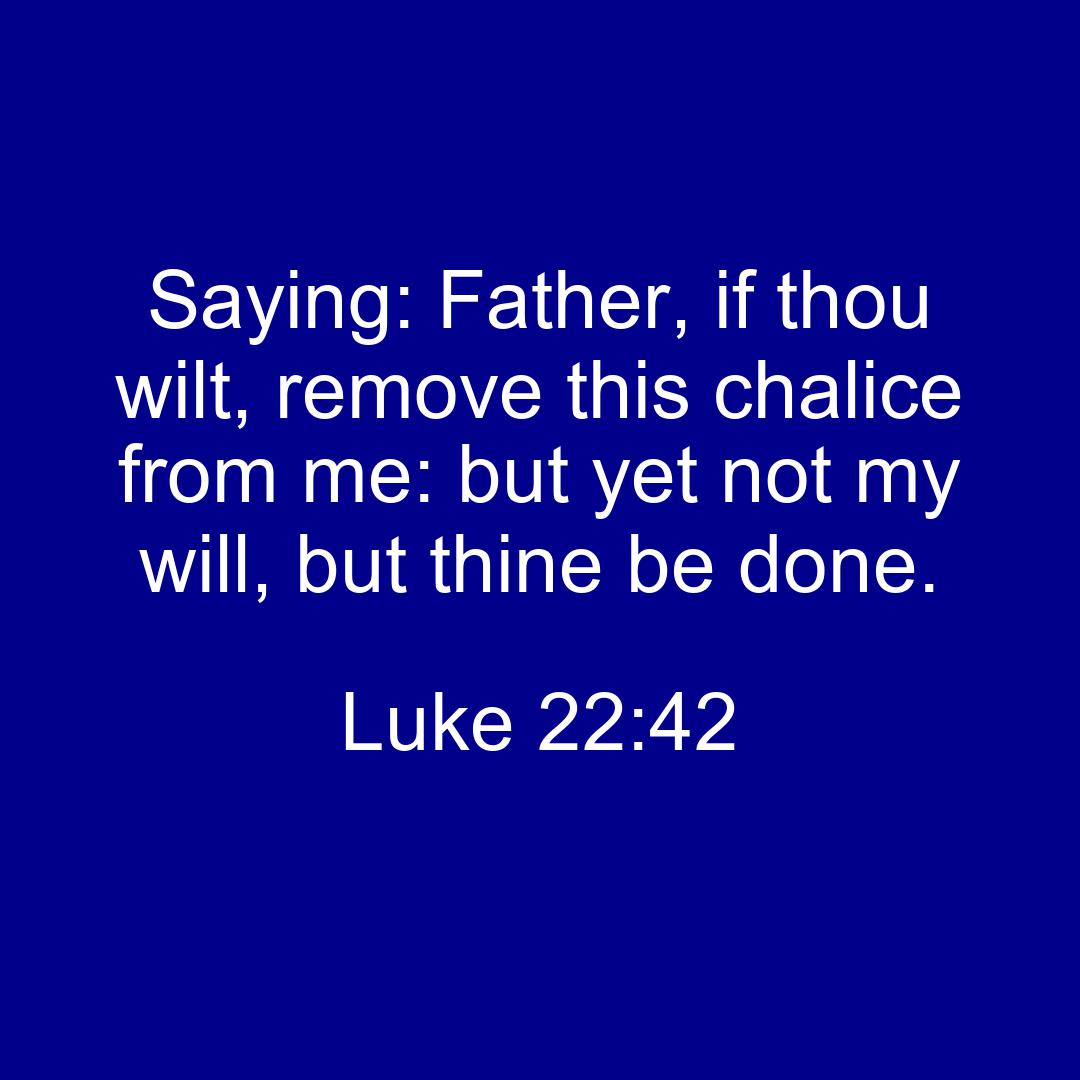 Saying: Father, if thou
wilt, remove this chalice
from me: but yet not my
will, but thine be done.
Luke 22:42